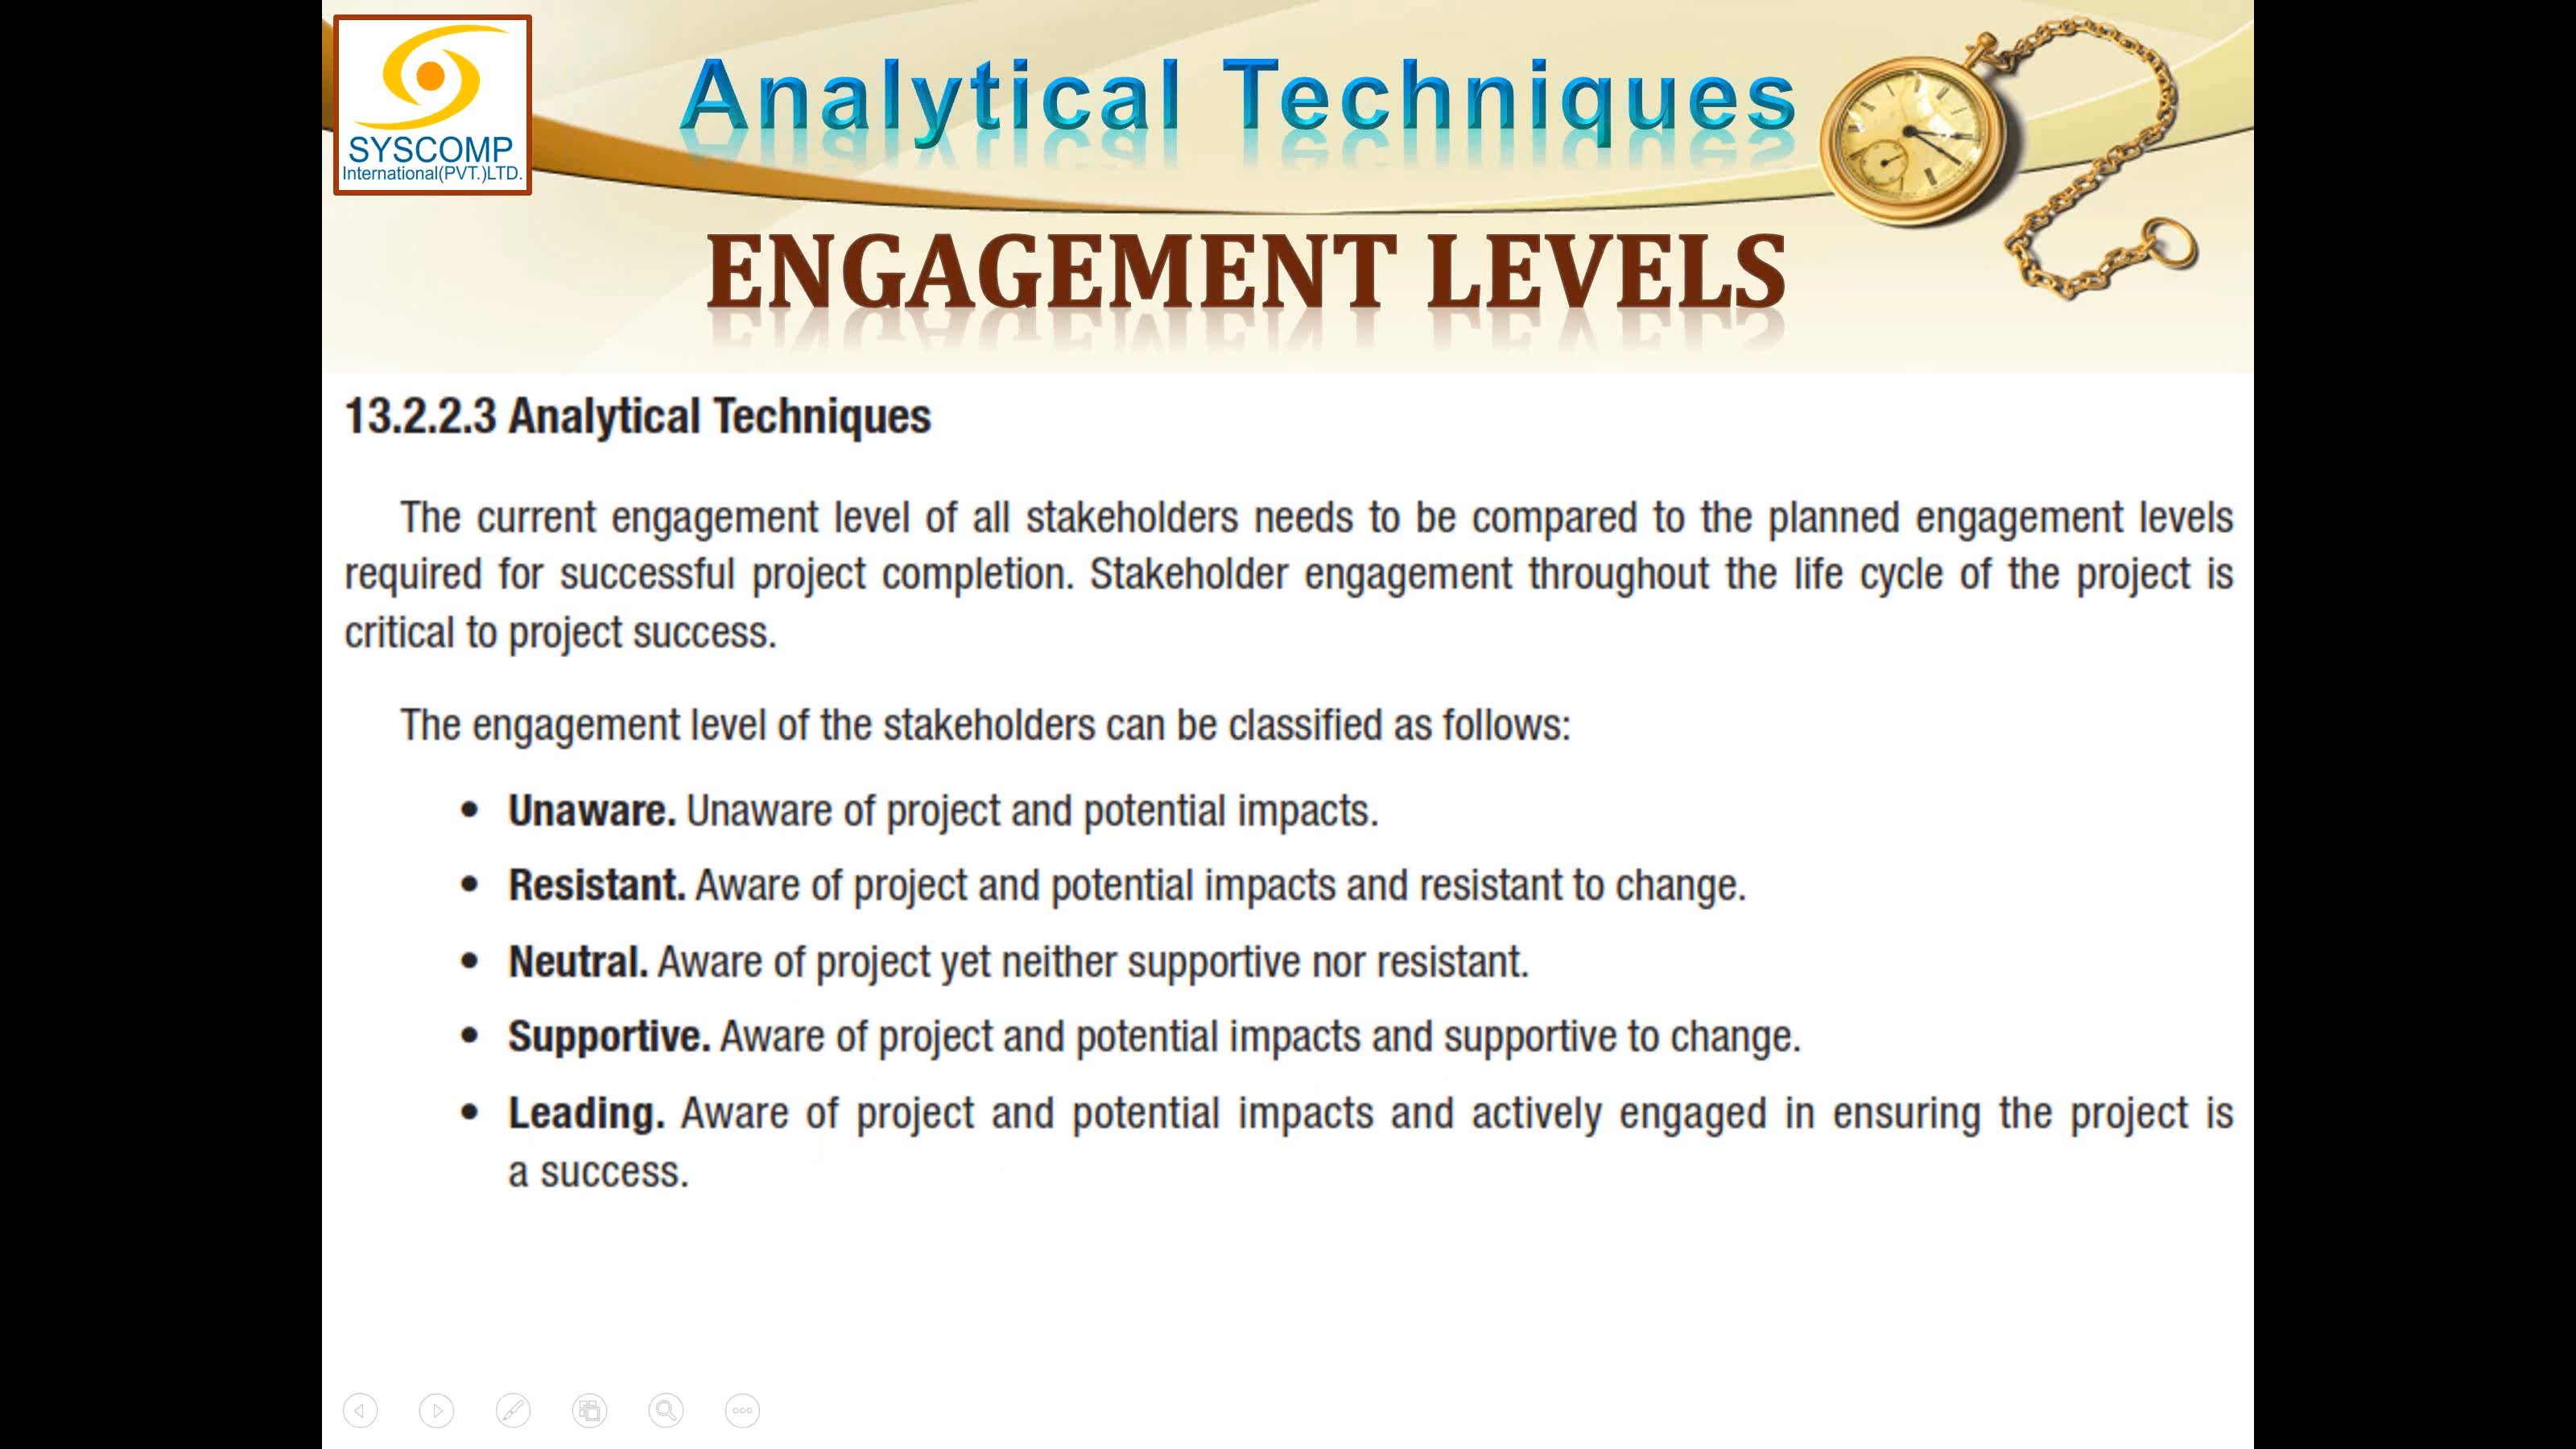 SYSCOMP
International(PVT.)LTD.
Analytical Techniques
ENGAGEMENT LEVELS
13.2.2.3 Analytical Techniques
The current engagement level of all stakeholders needs to be compared to the planned engagement levels
required for successful project completion. Stakeholder engagement throughout the life cycle of the project is
critical to project success.
The engagement level of the stakeholders can be classified as follows:
• Unaware. Unaware of project and potential impacts.
• Resistant. Aware of project and potential impacts and resistant to change.
• Neutral. Aware of project yet neither supportive nor resistant.
• Supportive. Aware of project and potential impacts and supportive to change.
• Leading. Aware of project and potential impacts and actively engaged in ensuring the project is
a success.